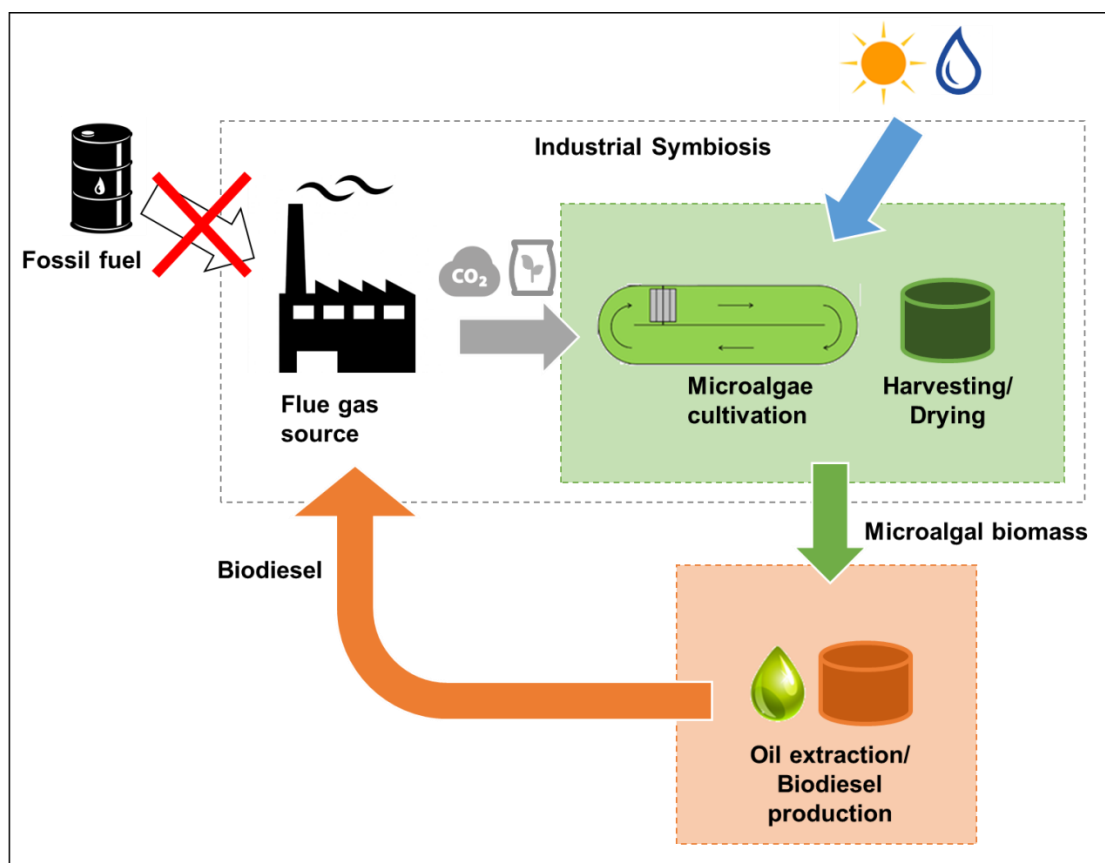 Industrial Symbiosis
Fossil fuel
CO₂
Flue gas
source
Microalgae
cultivation
Harvesting/
Drying
Microalgal biomass
Biodiesel
Oil extraction/
Biodiesel
production